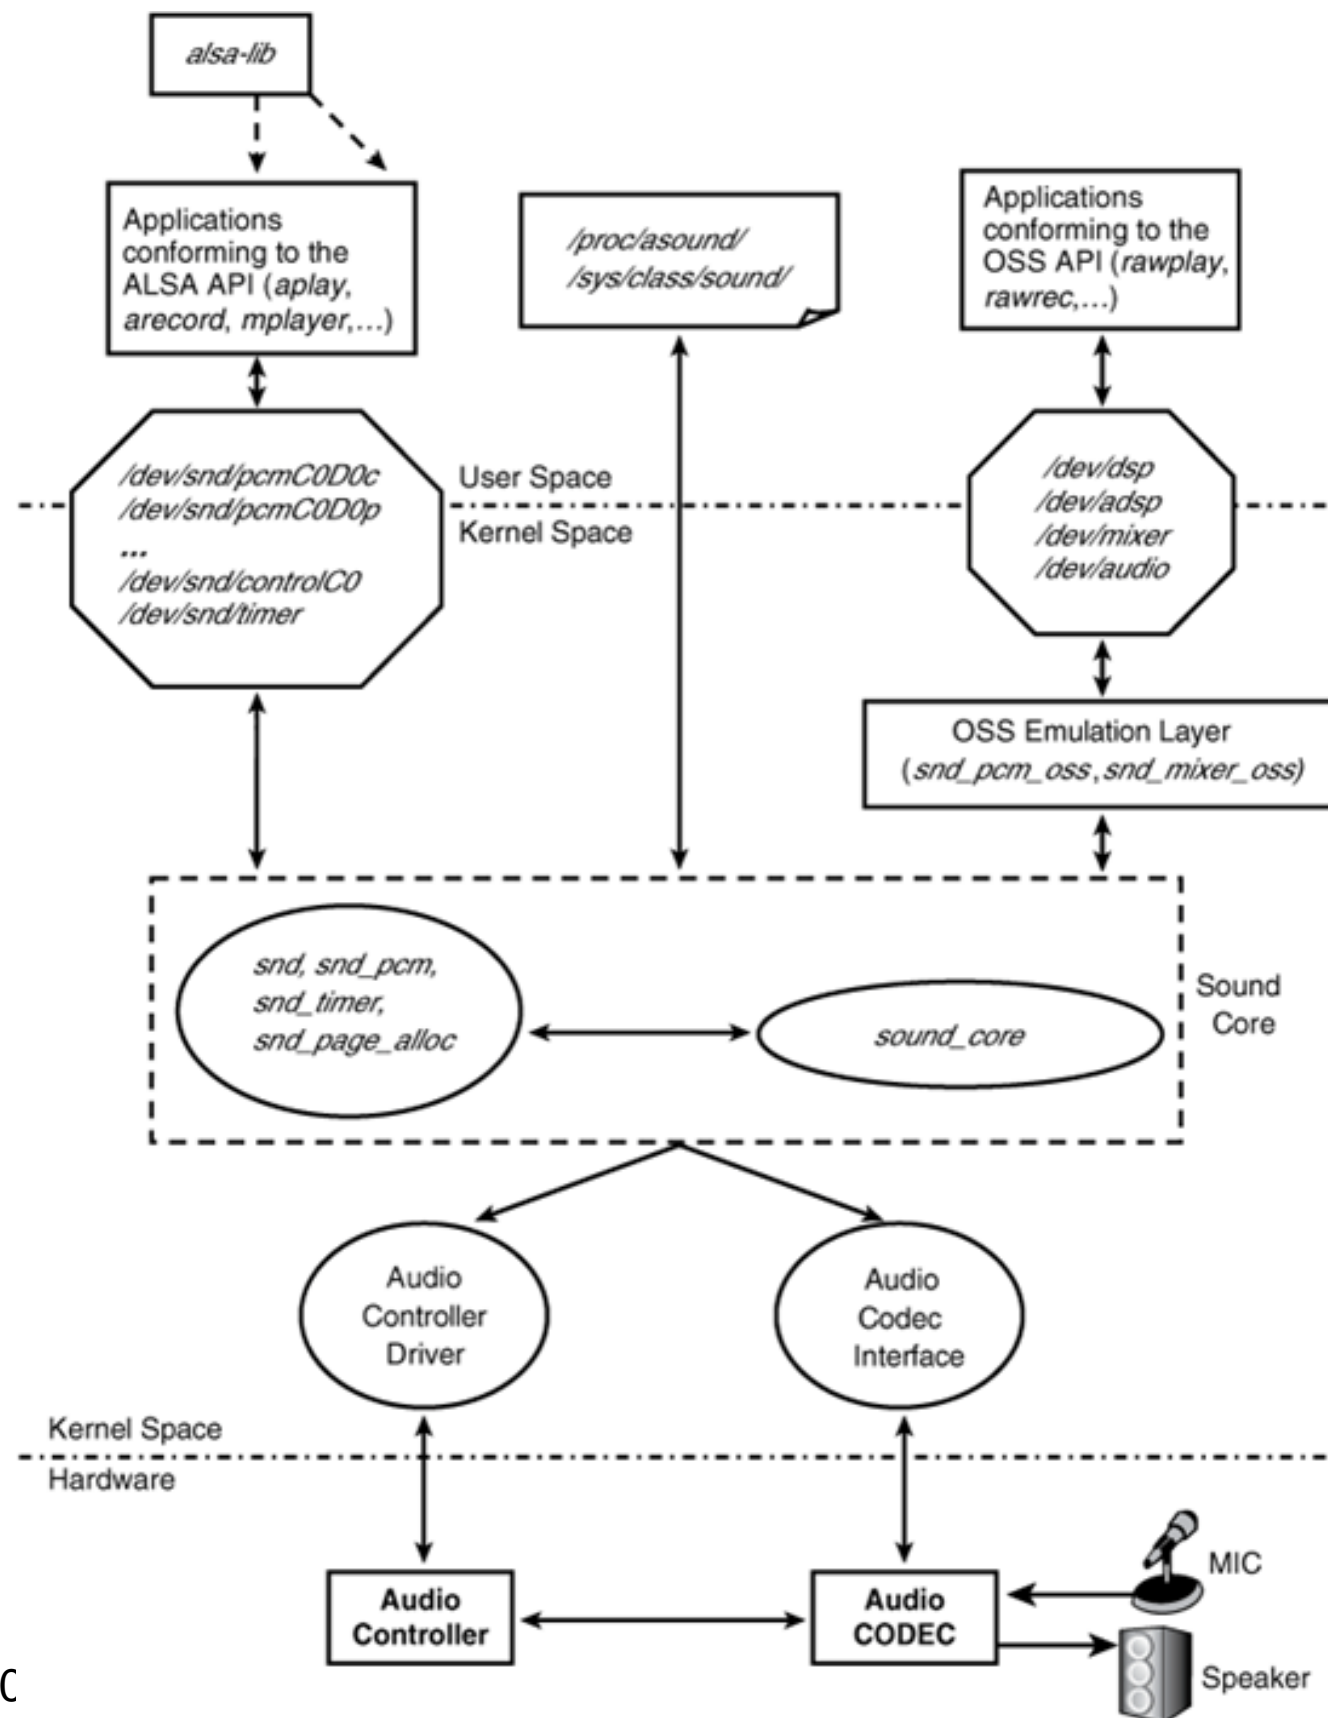 alsa-lib
Applications
conforming to the
ALSA API (aplay,
arecord, mplayer,...)
/proc/asound/
/sys/class/sound/
Applications
conforming to the
OSS API (rawplay,
rawrec,...)
/dev/snd/pcmC0D0c
/dev/snd/pcmC0D0p
...
/dev/snd/controlC0
/dev/snd/timer
User Space
Kernel Space
/dev/dsp
/dev/adsp
/dev/mixer
/dev/audio
OSS Emulation Layer
(snd_pcm_oss,snd_mixer_oss)
snd, snd_pcm,
snd_timer,
snd_page_alloc
sound_core
Sound
Core
Audio
Controller
Driver
Audio
Codec
Interface
Kernel Space
Hardware
Audio
Controller
Audio
CODEC
MIC
Speaker